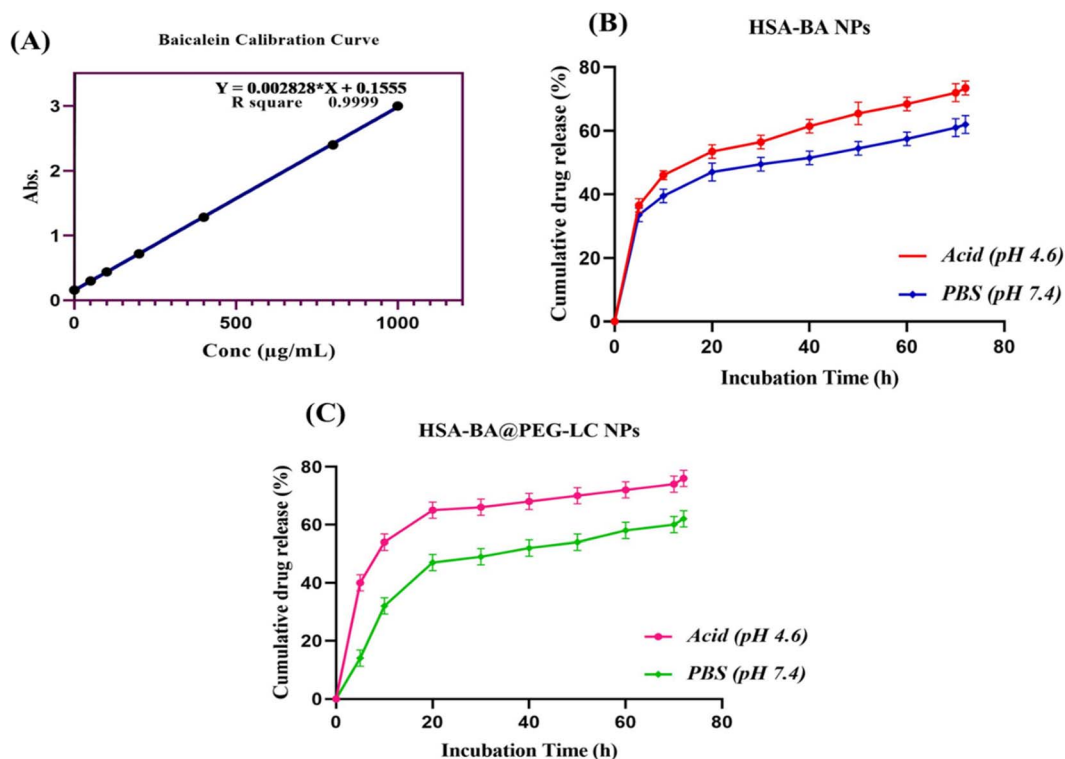 (A)
Baicalein Calibration Curve
Y = 0.002828*X + 0.1555
R square 0.9999
Abs.
3
2
1
0
0 500 1000
Conc (µg/mL)
(B)
HSA-BA NPs
Cumulative drug release (%)
80
60
40
20
0
Acid (pH 4.6)
PBS (pH 7.4)
0 20 40 60 80
Incubation Time (h)
(C)
HSA-BA@PEG-LC NPs
Cumulative drug release (%)
80
60
40
20
0
Acid (pH 4.6)
PBS (pH 7.4)
0 20 40 60 80
Incubation Time (h)